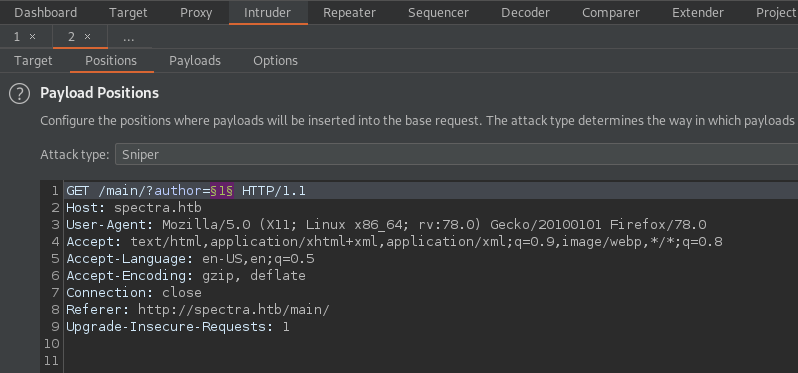 Dashboard Target Proxy Intruder Repeater Sequencer Decoder Comparer Extender Project
1 × 2 × ...
Target Positions Payloads Options
? Payload Positions
Configure the positions where payloads will be inserted into the base request. The attack type determines the way in which payloads
Attack type: Sniper
1 GET /main/?author=§1§ HTTP/1.1
2 Host: spectra.htb
3 User-Agent: Mozilla/5.0 (X11; Linux x86_64; rv:78.0) Gecko/20100101 Firefox/78.0
4 Accept: text/html,application/xhtml+xml,application/xml;q=0.9,image/webp,*/*;q=0.8
5 Accept-Language: en-US,en;q=0.5
6 Accept-Encoding: gzip, deflate
7 Connection: close
8 Referer: http://spectra.htb/main/
9 Upgrade-Insecure-Requests: 1
10
11